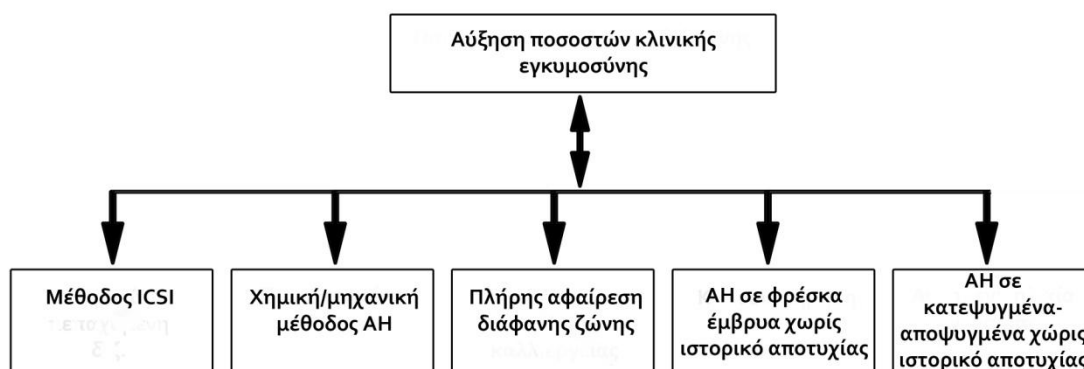 Αύξηση ποσοστών κλινικής
εγκυμοσύνης
Μέθοδος ICSI
Χημική/μηχανική
μέθοδος ΑΗ
Πλήρης αφαίρεση
διάφανης ζώνης
ΑΗ σε φρέσκα
έμβρυα χωρίς
ιστορικό αποτυχίας
ΑΗ σε
κατεψυγμένα-
αποψυγμένα χώρις
ιστορικό αποτυχίας